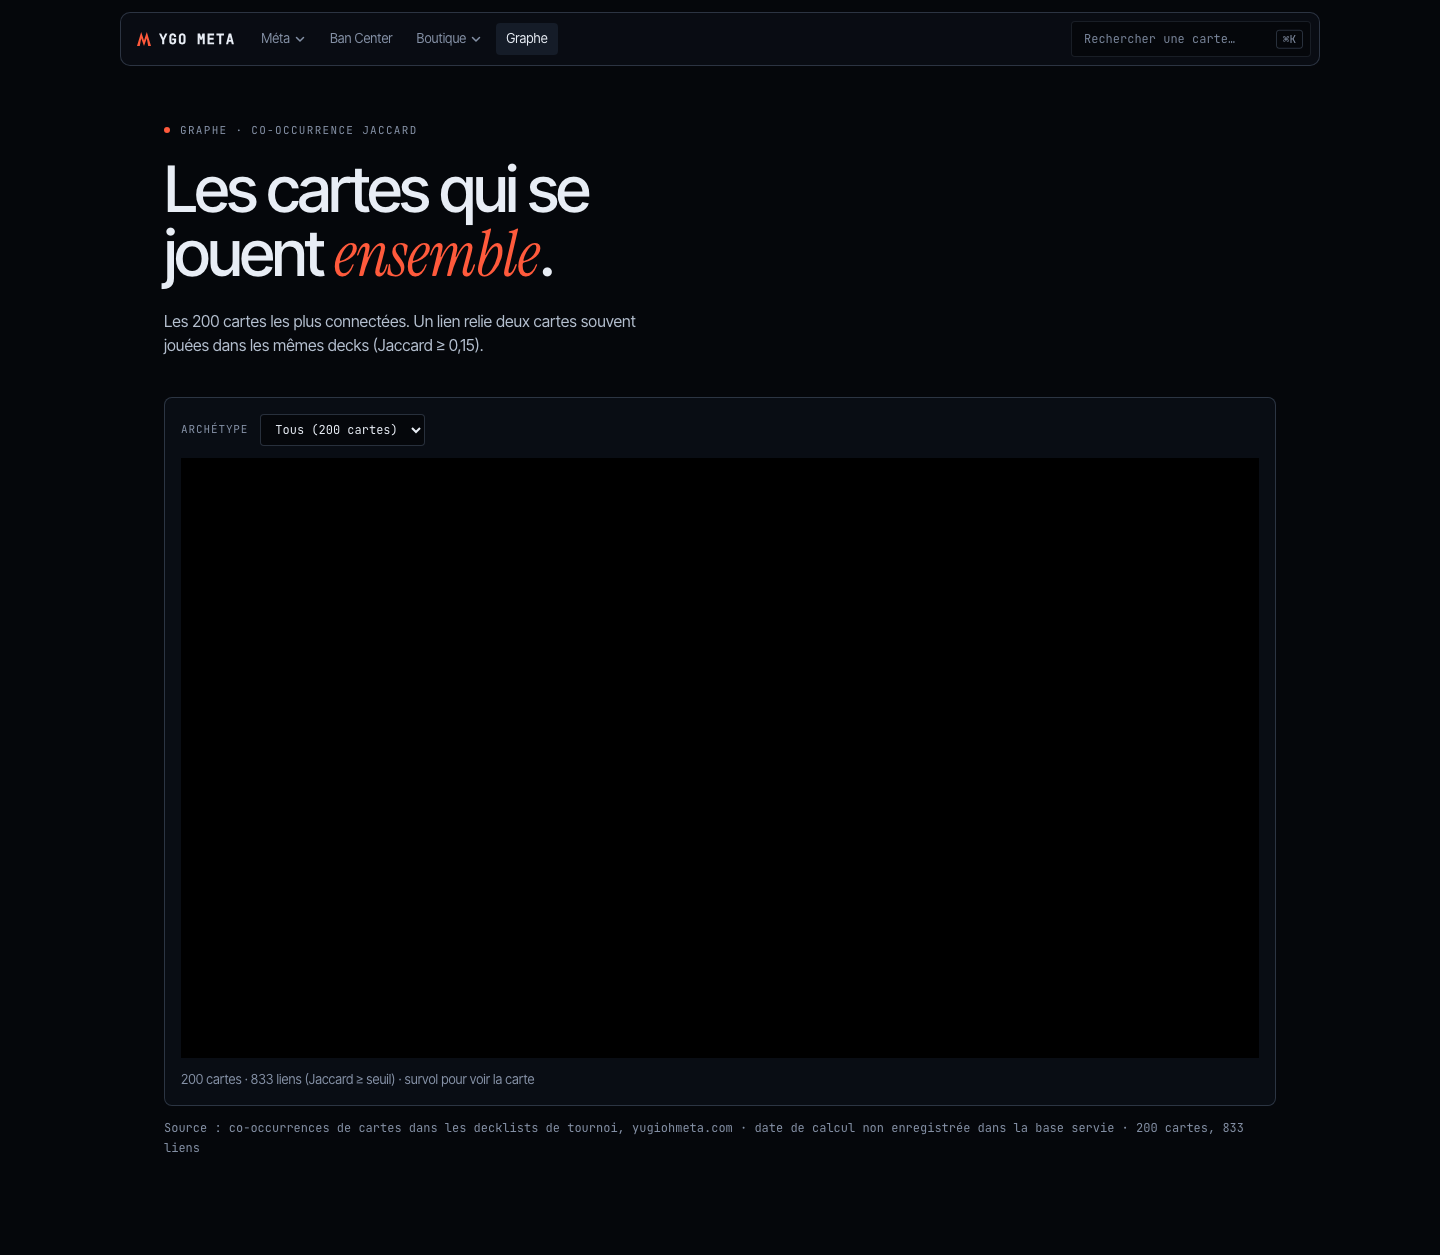 YGO META
Méta
Ban Center
Boutique
Graphe
Rechercher une carte…
⌘K
GRAPHE · CO-OCCURRENCE JACCARD
Les cartes qui se
jouent ensemble.
Les 200 cartes les plus connectées. Un lien relie deux cartes souvent
jouées dans les mêmes decks (Jaccard ≥ 0,15).
ARCHÉTYPE
Tous (200 cartes)
200 cartes · 833 liens (Jaccard ≥ seuil) · survol pour voir la carte
Source : co-occurrences de cartes dans les decklists de tournoi, yugiohmeta.com · date de calcul non enregistrée dans la base servie · 200 cartes, 833
liens